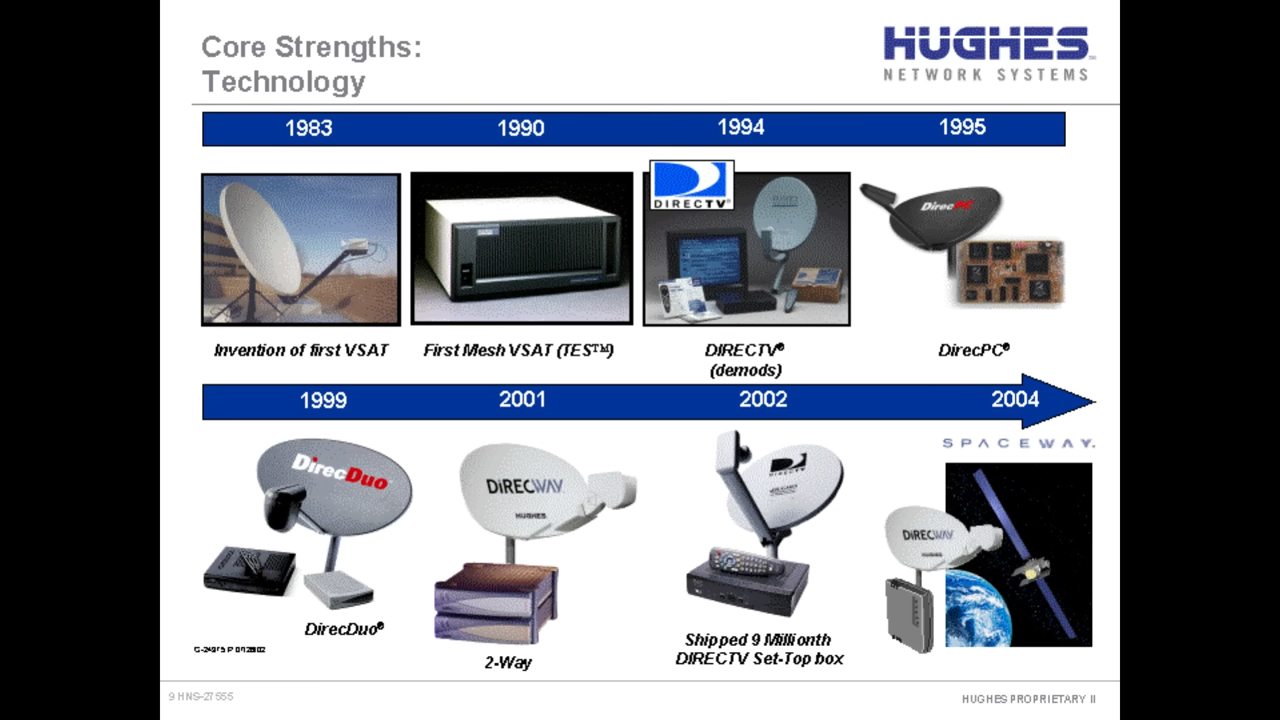 Core Strengths:
Technology
HUGHES
NETWORK SYSTEMS
1983
1990
1994
1995
DIRECTV®
DirecPC
Invention of first VSAT
First Mesh VSAT (TES™)
DIRECTV®
(demods)
DirecPC®
1999
2001
2002
2004
SPACEWAY
DirecDuo
DIRECWAY
HUGHES
DIRECTV
DIRECWAY
HUGHES
DirecDuo®
2-Way
Shipped 9 Millionth
DIRECTV Set-Top box
9 HNS-27555
HUGHES PROPRIETARY II